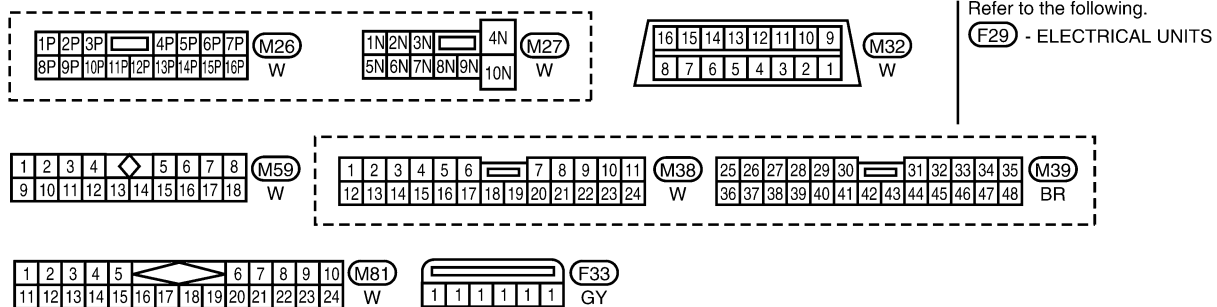 Refer to the following.
F29 - ELECTRICAL UNITS
1P 2P 3P 4P 5P 6P 7P
8P 9P 10P 11P 12P 13P 14P 15P 16P
M26
W
1N 2N 3N 4N
5N 6N 7N 8N 9N 10N
M27
W
16 15 14 13 12 11 10 9
8 7 6 5 4 3 2 1
M32
W
1 2 3 4 5 6 7 8
9 10 11 12 13 14 15 16 17 18
M59
W
1 2 3 4 5 6 7 8 9 10 11
12 13 14 15 16 17 18 19 20 21 22 23 24
M38
W
25 26 27 28 29 30 31 32 33 34 35
36 37 38 39 40 41 42 43 44 45 46 47 48
M39
BR
1 2 3 4 5 6 7 8 9 10
11 12 13 14 15 16 17 18 19 20 21 22 23 24
M81
W
1 1 1 1 1 1
F33
GY